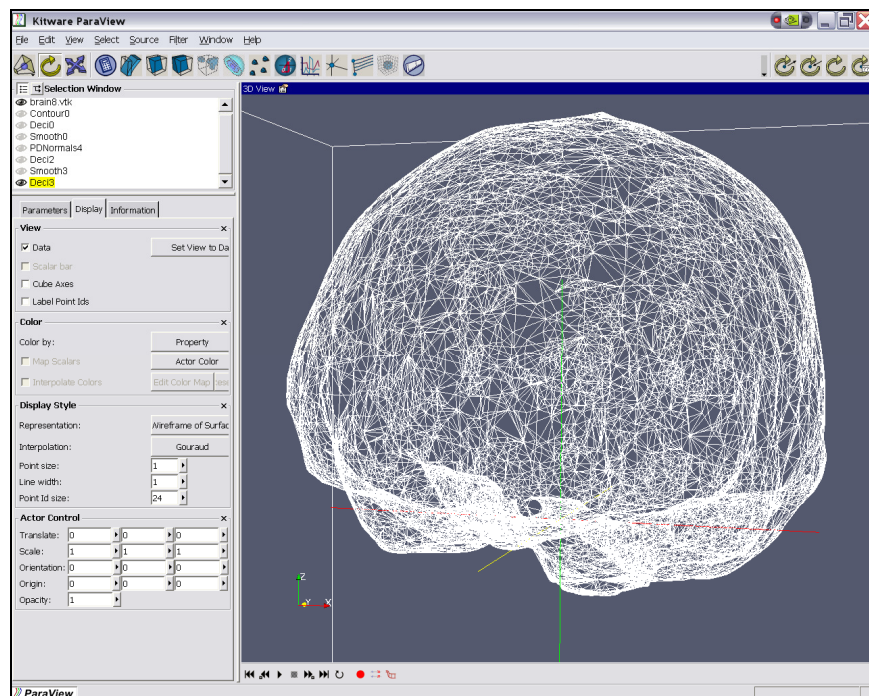 Kitware ParaView
File Edit View Select Source Filter Window Help
Selection Window
3D View
brain8.vtk
Contour0
Deci0
Smooth0
PDNormals4
Deci2
Smooth3
Deci3
Parameters Display Information
View
Data Set View to Da
Scalar bar
Cube Axes
Label Point Ids
Color
Color by: Property
Map Scalars Actor Color
Interpolate Colors Edit Color Map
Display Style
Representation: Wireframe of Surfac
Interpolation: Gouraud
Point size: 1
Line width: 1
Point Id size: 24
Actor Control
Translate: 0 0 0
Scale: 1 1 1
Orientation: 0 0 0
Origin: 0 0 0
Opacity: 1
Z
Y X
ParaView